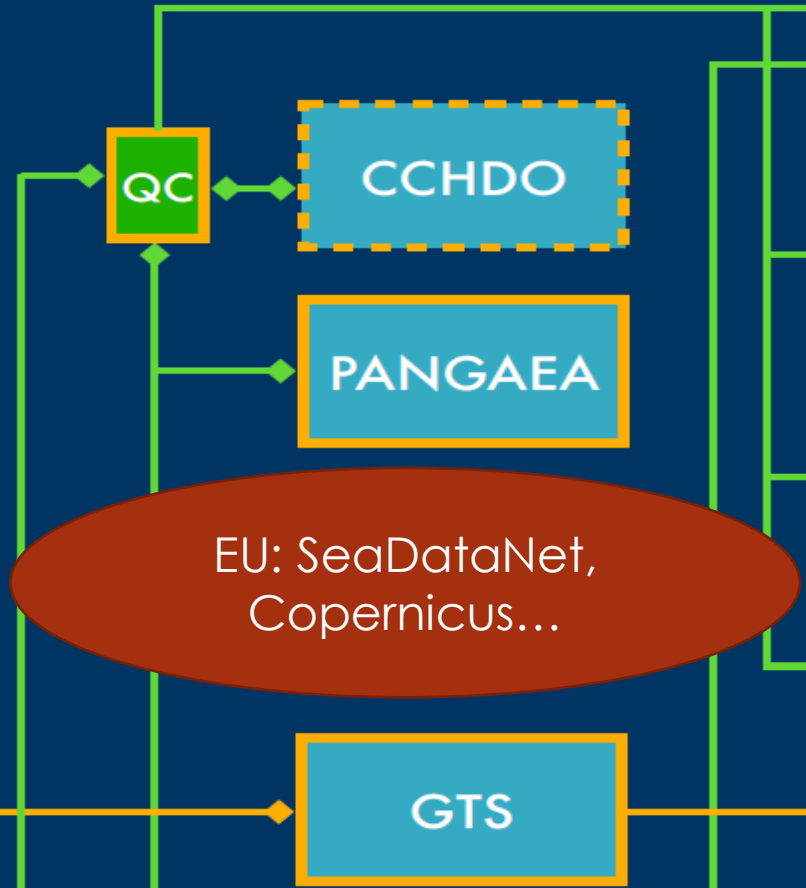 QC
CCHDO
PANGAEA
EU: SeaDataNet,
Copernicus…
GTS